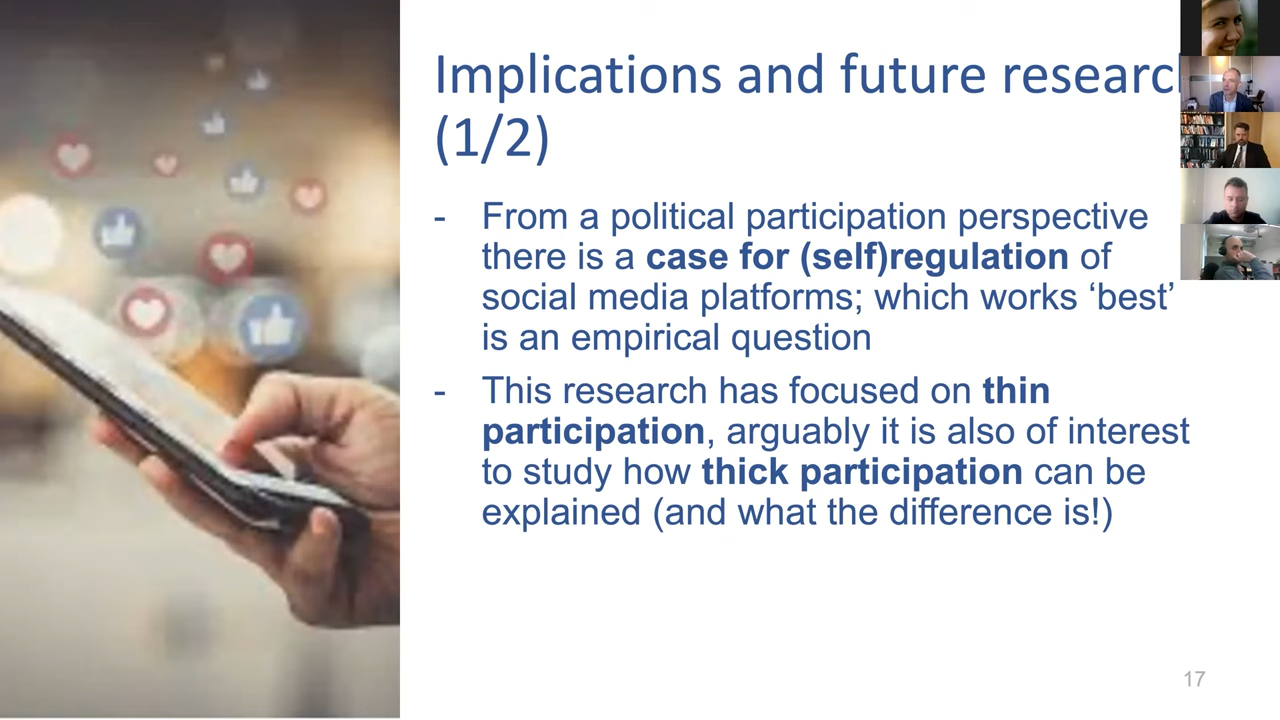 Implications and future researc
(1/2)
- From a political participation perspective
there is a case for (self)regulation of
social media platforms; which works ‘best’
is an empirical question
- This research has focused on thin
participation, arguably it is also of interest
to study how thick participation can be
explained (and what the difference is!)
17